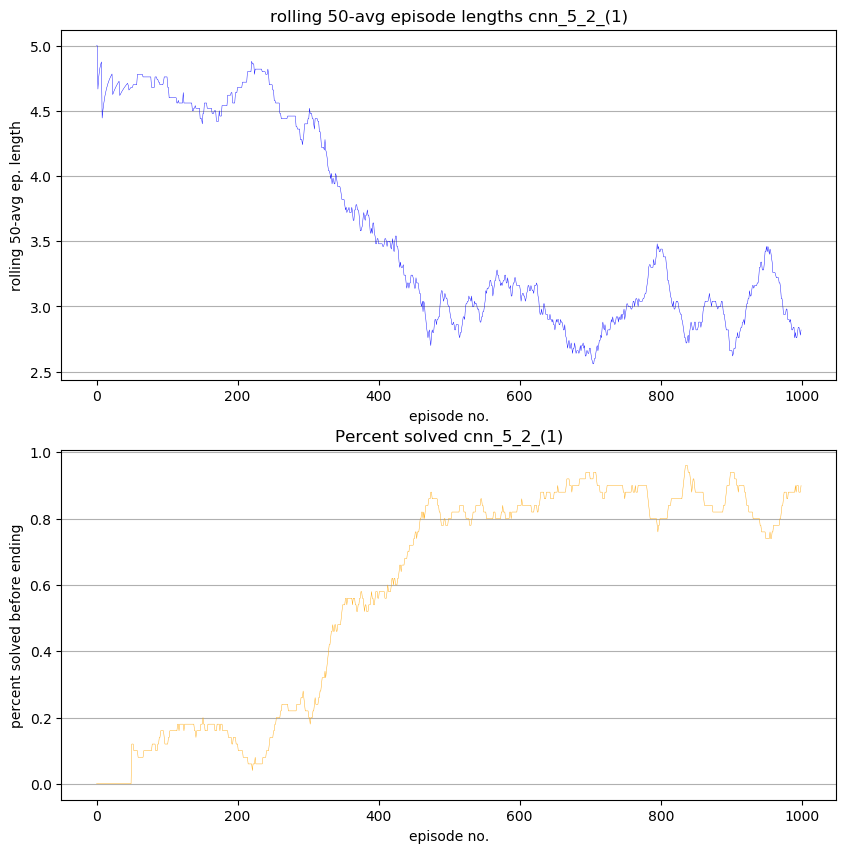 rolling 50-avg episode lengths cnn_5_2_(1)
rolling 50-avg ep. length
5.0
4.5
4.0
3.5
3.0
2.5
0 200 400 600 800 1000
episode no.
Percent solved cnn_5_2_(1)
percent solved before ending
1.0
0.8
0.6
0.4
0.2
0.0
0 200 400 600 800 1000
episode no.